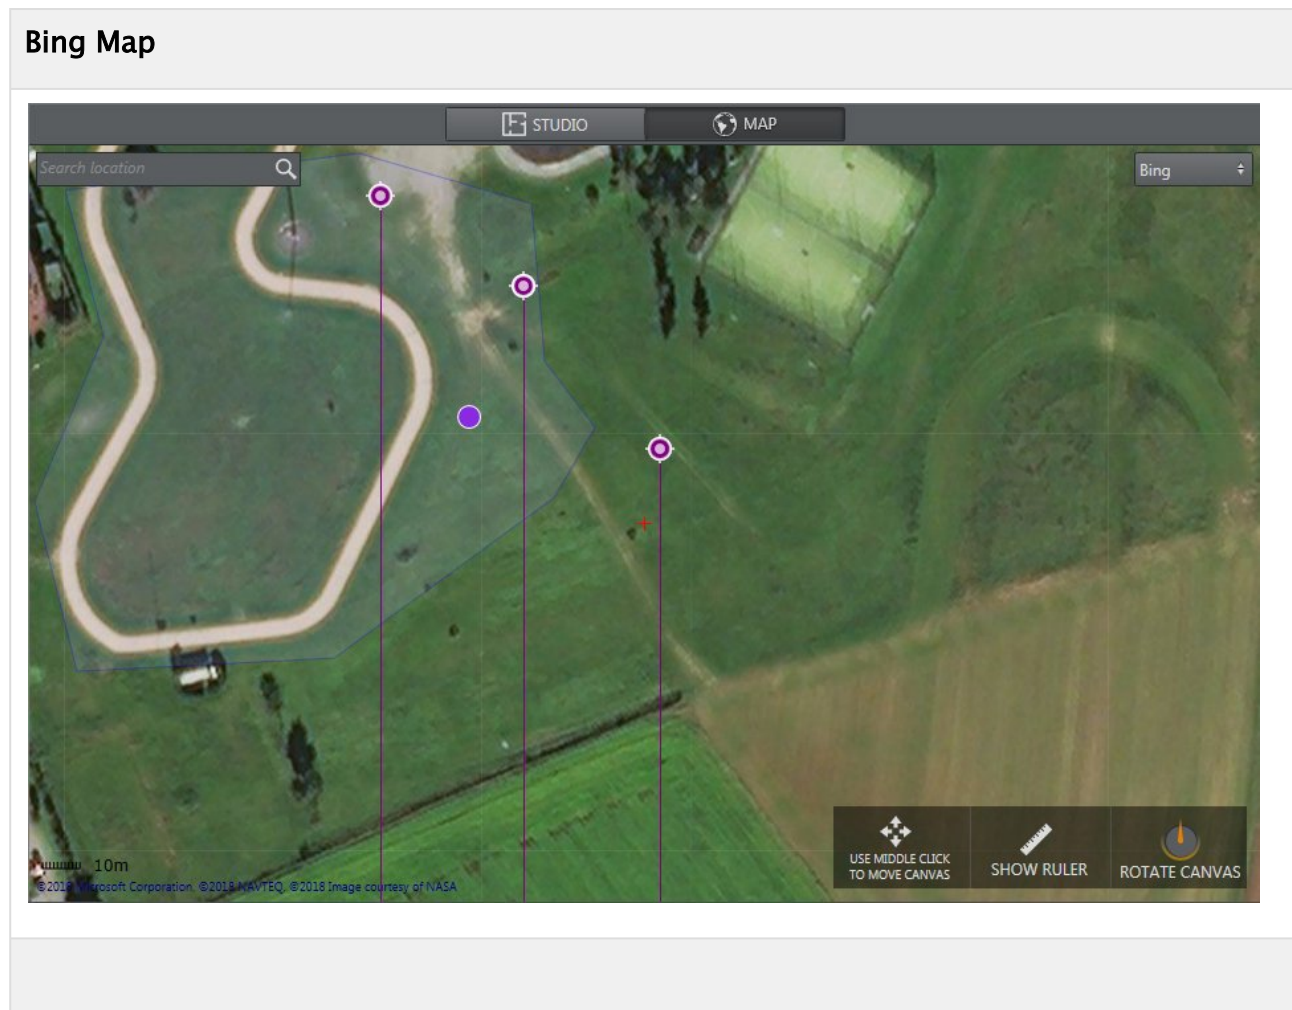 Bing Map
STUDIO
MAP
Search location
Bing
10m
USE MIDDLE CLICK
TO MOVE CANVAS
SHOW RULER
ROTATE CANVAS
©2018 Microsoft Corporation, ©2018 NAVTEQ, ©2018 Image courtesy of NASA